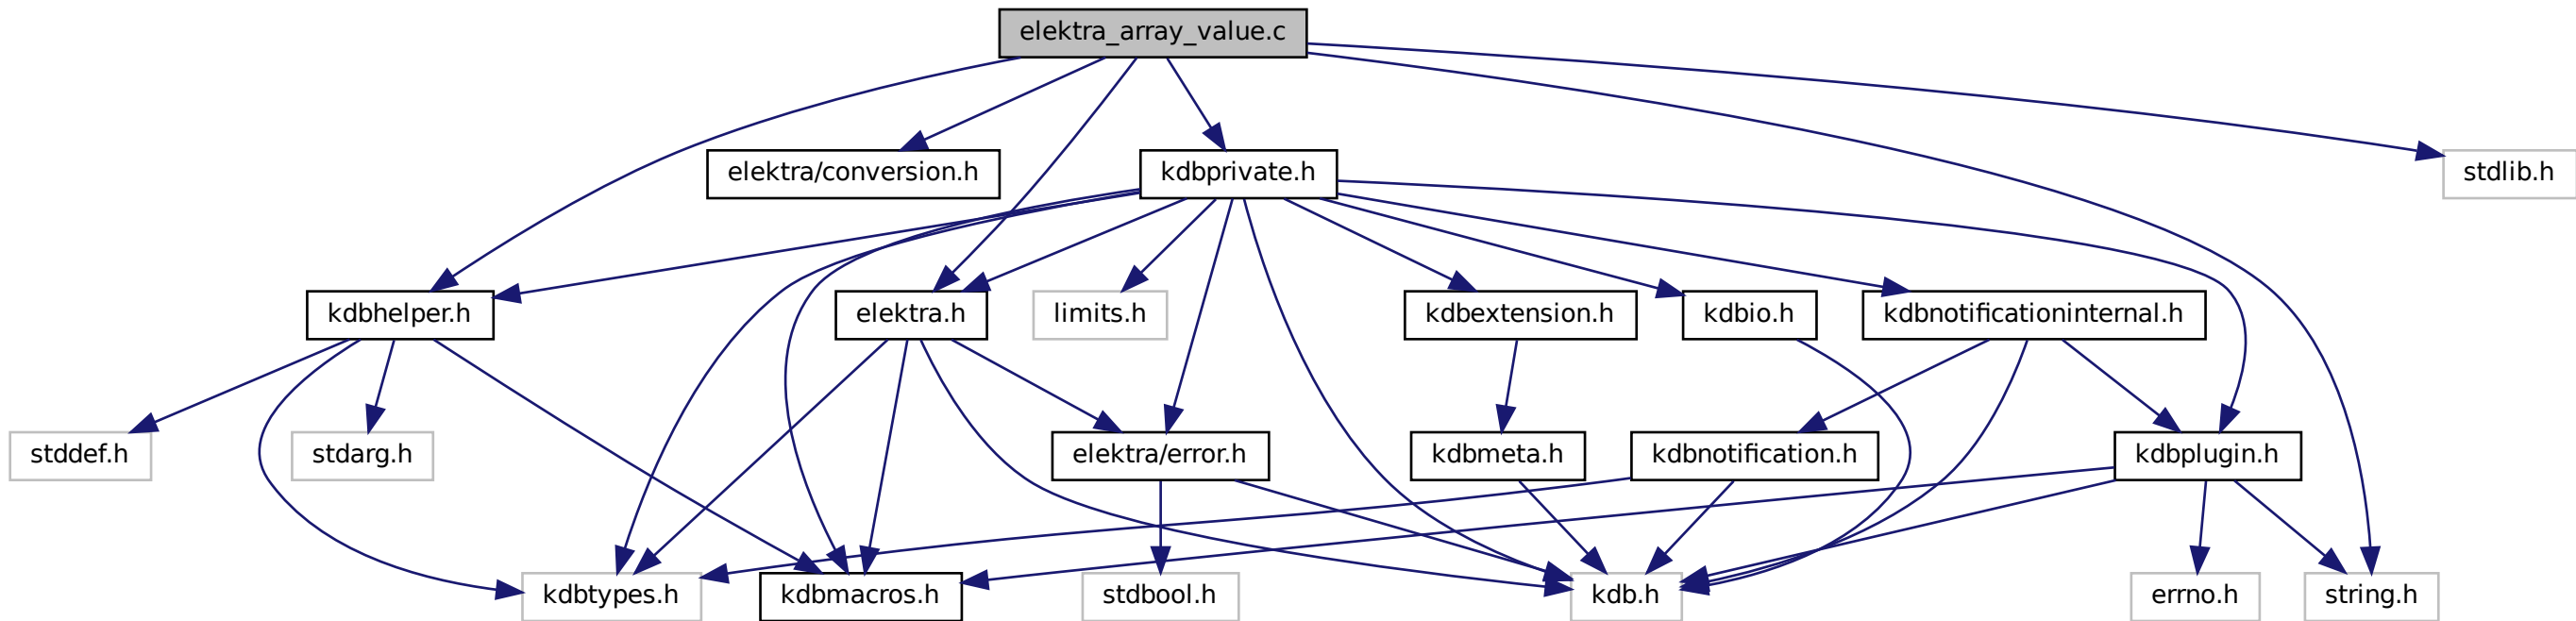 elektra_array_value.c
elektra/conversion.h
kdbprivate.h
stdlib.h
kdbhelper.h
elektra.h
limits.h
kdbextension.h
kdbio.h
kdbnotificationinternal.h
stddef.h
stdarg.h
elektra/error.h
kdbmeta.h
kdbnotification.h
kdbplugin.h
kdbtypes.h
kdbmacros.h
stdbool.h
kdb.h
errno.h
string.h